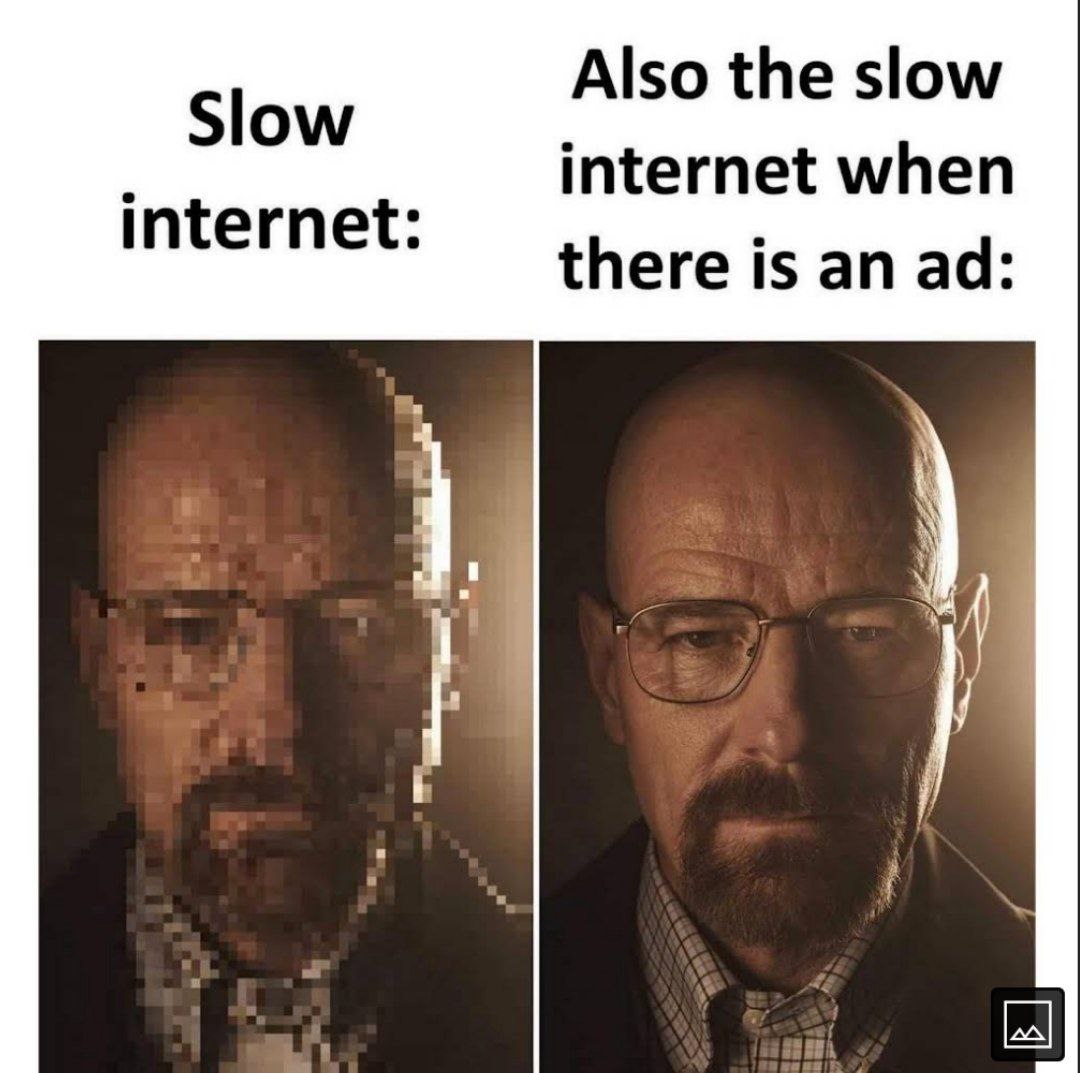 Slow
internet:
Also the slow
internet when
there is an ad: